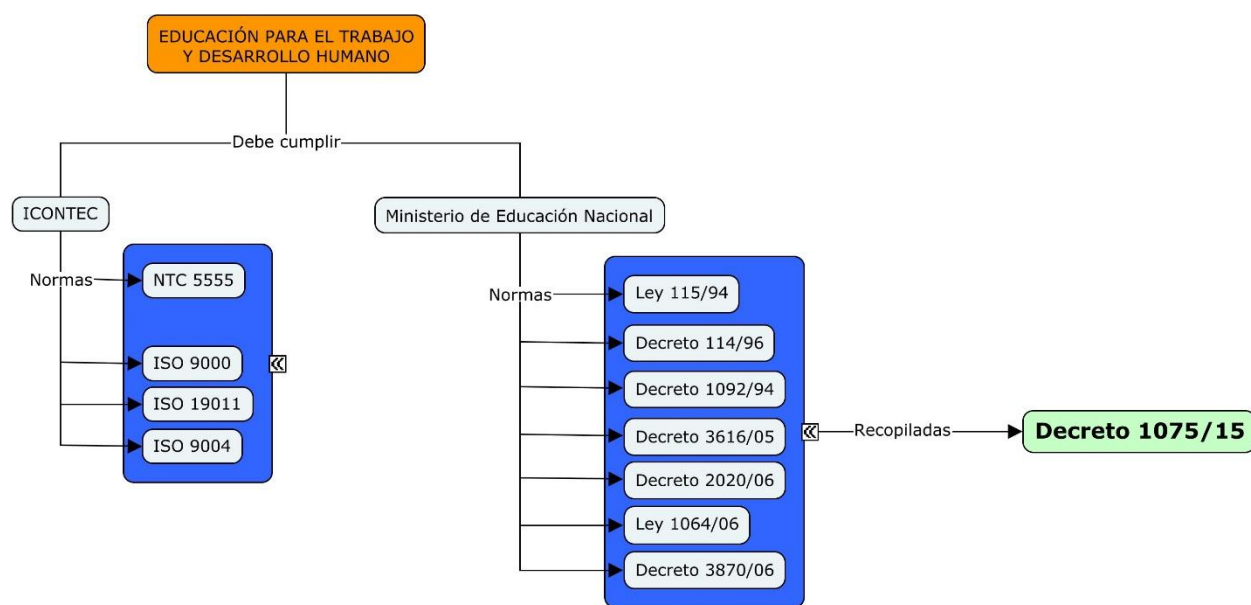 EDUCACIÓN PARA EL TRABAJO
Y DESARROLLO HUMANO
Debe cumplir
ICONTEC
Ministerio de Educación Nacional
Normas
NTC 5555
ISO 9000
ISO 19011
ISO 9004
Normas
Ley 115/94
Decreto 114/96
Decreto 1092/94
Decreto 3616/05
Decreto 2020/06
Ley 1064/06
Decreto 3870/06
Recopiladas
Decreto 1075/15